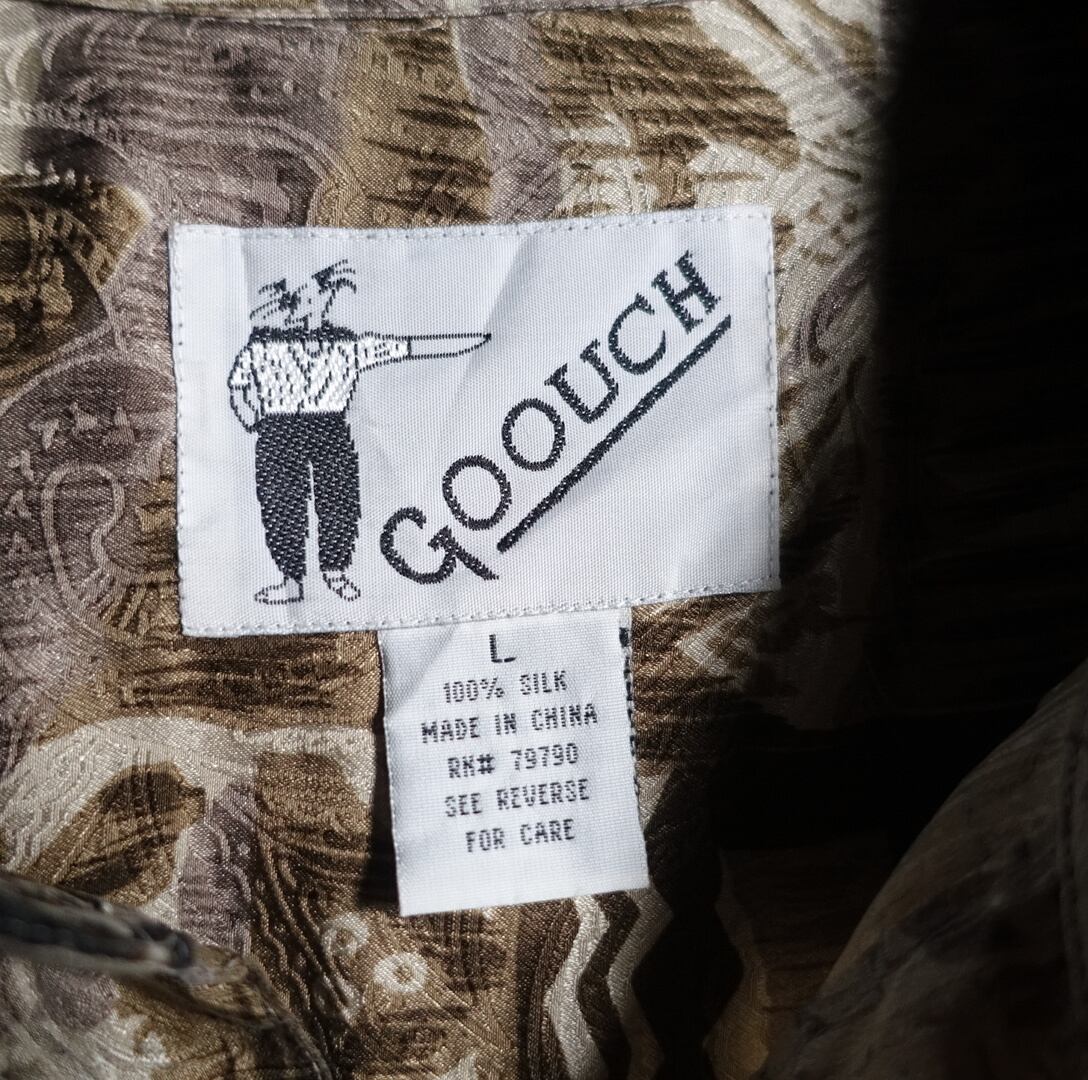 GOOUCH
L
100% SILK
MADE IN CHINA
RN# 79790
SEE REVERSE
FOR CARE